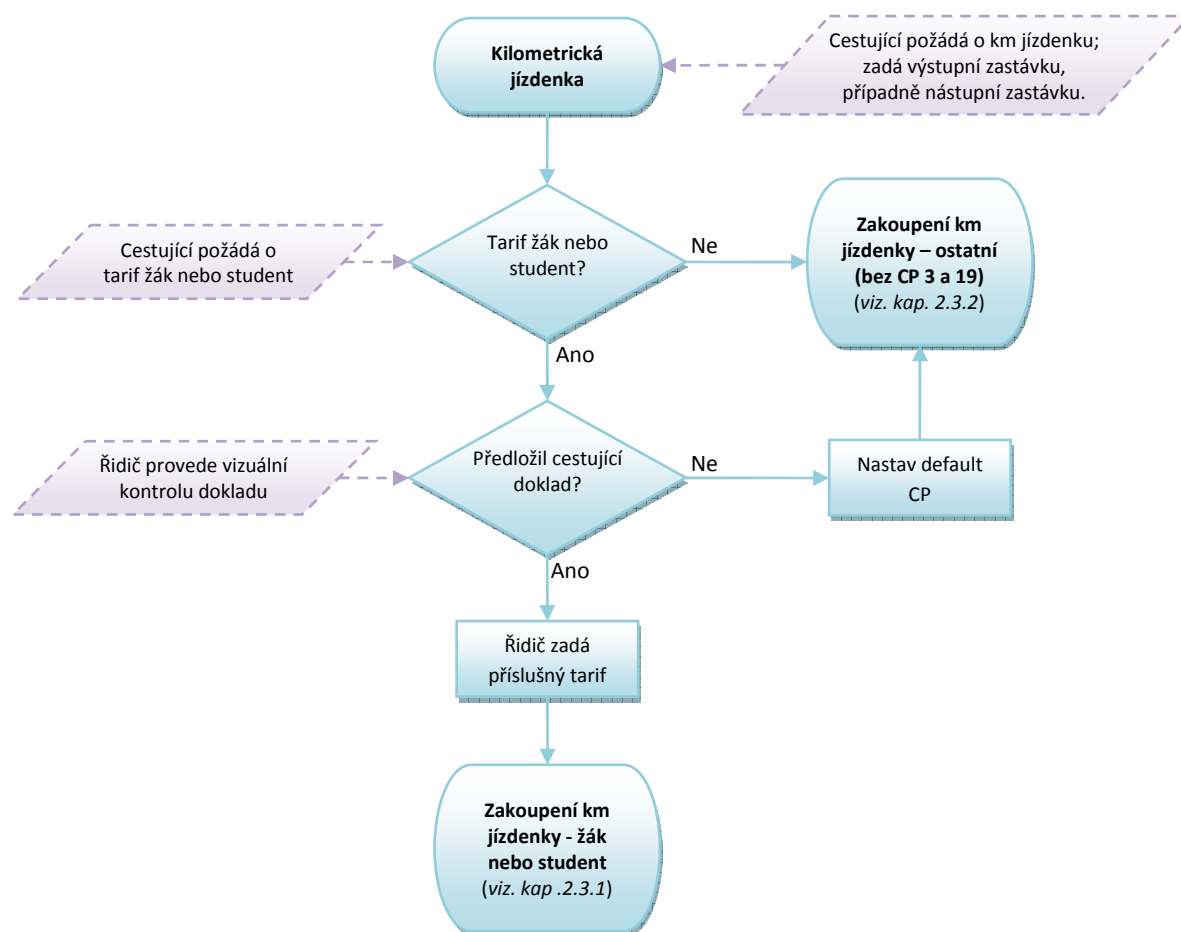 Kilometrická
jízdenka
Cestující požádá o km jízdenku;
zadá výstupní zastávku,
případně nástupní zastávku.
Cestující požádá o
tarif žák nebo student
Tarif žák nebo
student?
Ne
Zakoupení km
jízdenky – ostatní
(bez CP 3 a 19)
(viz. kap. 2.3.2)
Ano
Řidič provede vizuální
kontrolu dokladu
Předložil cestující
doklad?
Ne
Nastav default
CP
Ano
Řidič zadá
příslušný tarif
Zakoupení km
jízdenky - žák
nebo student
(viz. kap .2.3.1)